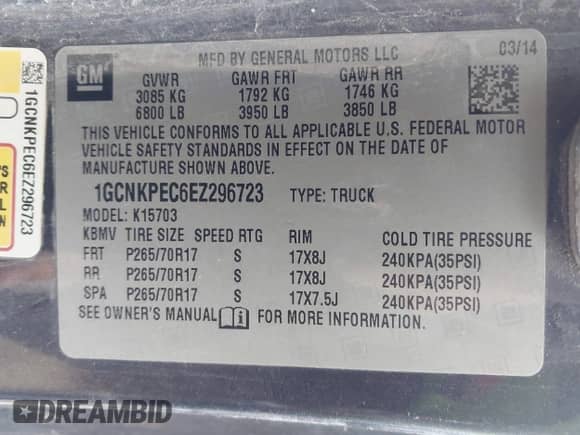 GM
MFD BY GENERAL MOTORS LLC
03/14
GVWR GAWR FRT GAWR RR
3085 KG 1792 KG 1746 KG
6800 LB 3950 LB 3850 LB
THIS VEHICLE CONFORMS TO ALL APPLICABLE U.S. FEDERAL MOTOR
VEHICLE SAFETY STANDARDS IN EFFECT ON THE DATE OF
MANUFACTURE SHOWN ABOVE.
1GCNKPEC6EZ296723 TYPE: TRUCK
MODEL: K15703
KBMV TIRE SIZE SPEED RTG RIM COLD TIRE PRESSURE
FRT P265/70R17 S 17X8J 240KPA(35PSI)
RR P265/70R17 S 17X8J 240KPA(35PSI)
SPA P265/70R17 S 17X7.5J 240KPA(35PSI)
SEE OWNER'S MANUAL FOR MORE INFORMATION.
1GCNKPEC6EZ296723
DREAMBID